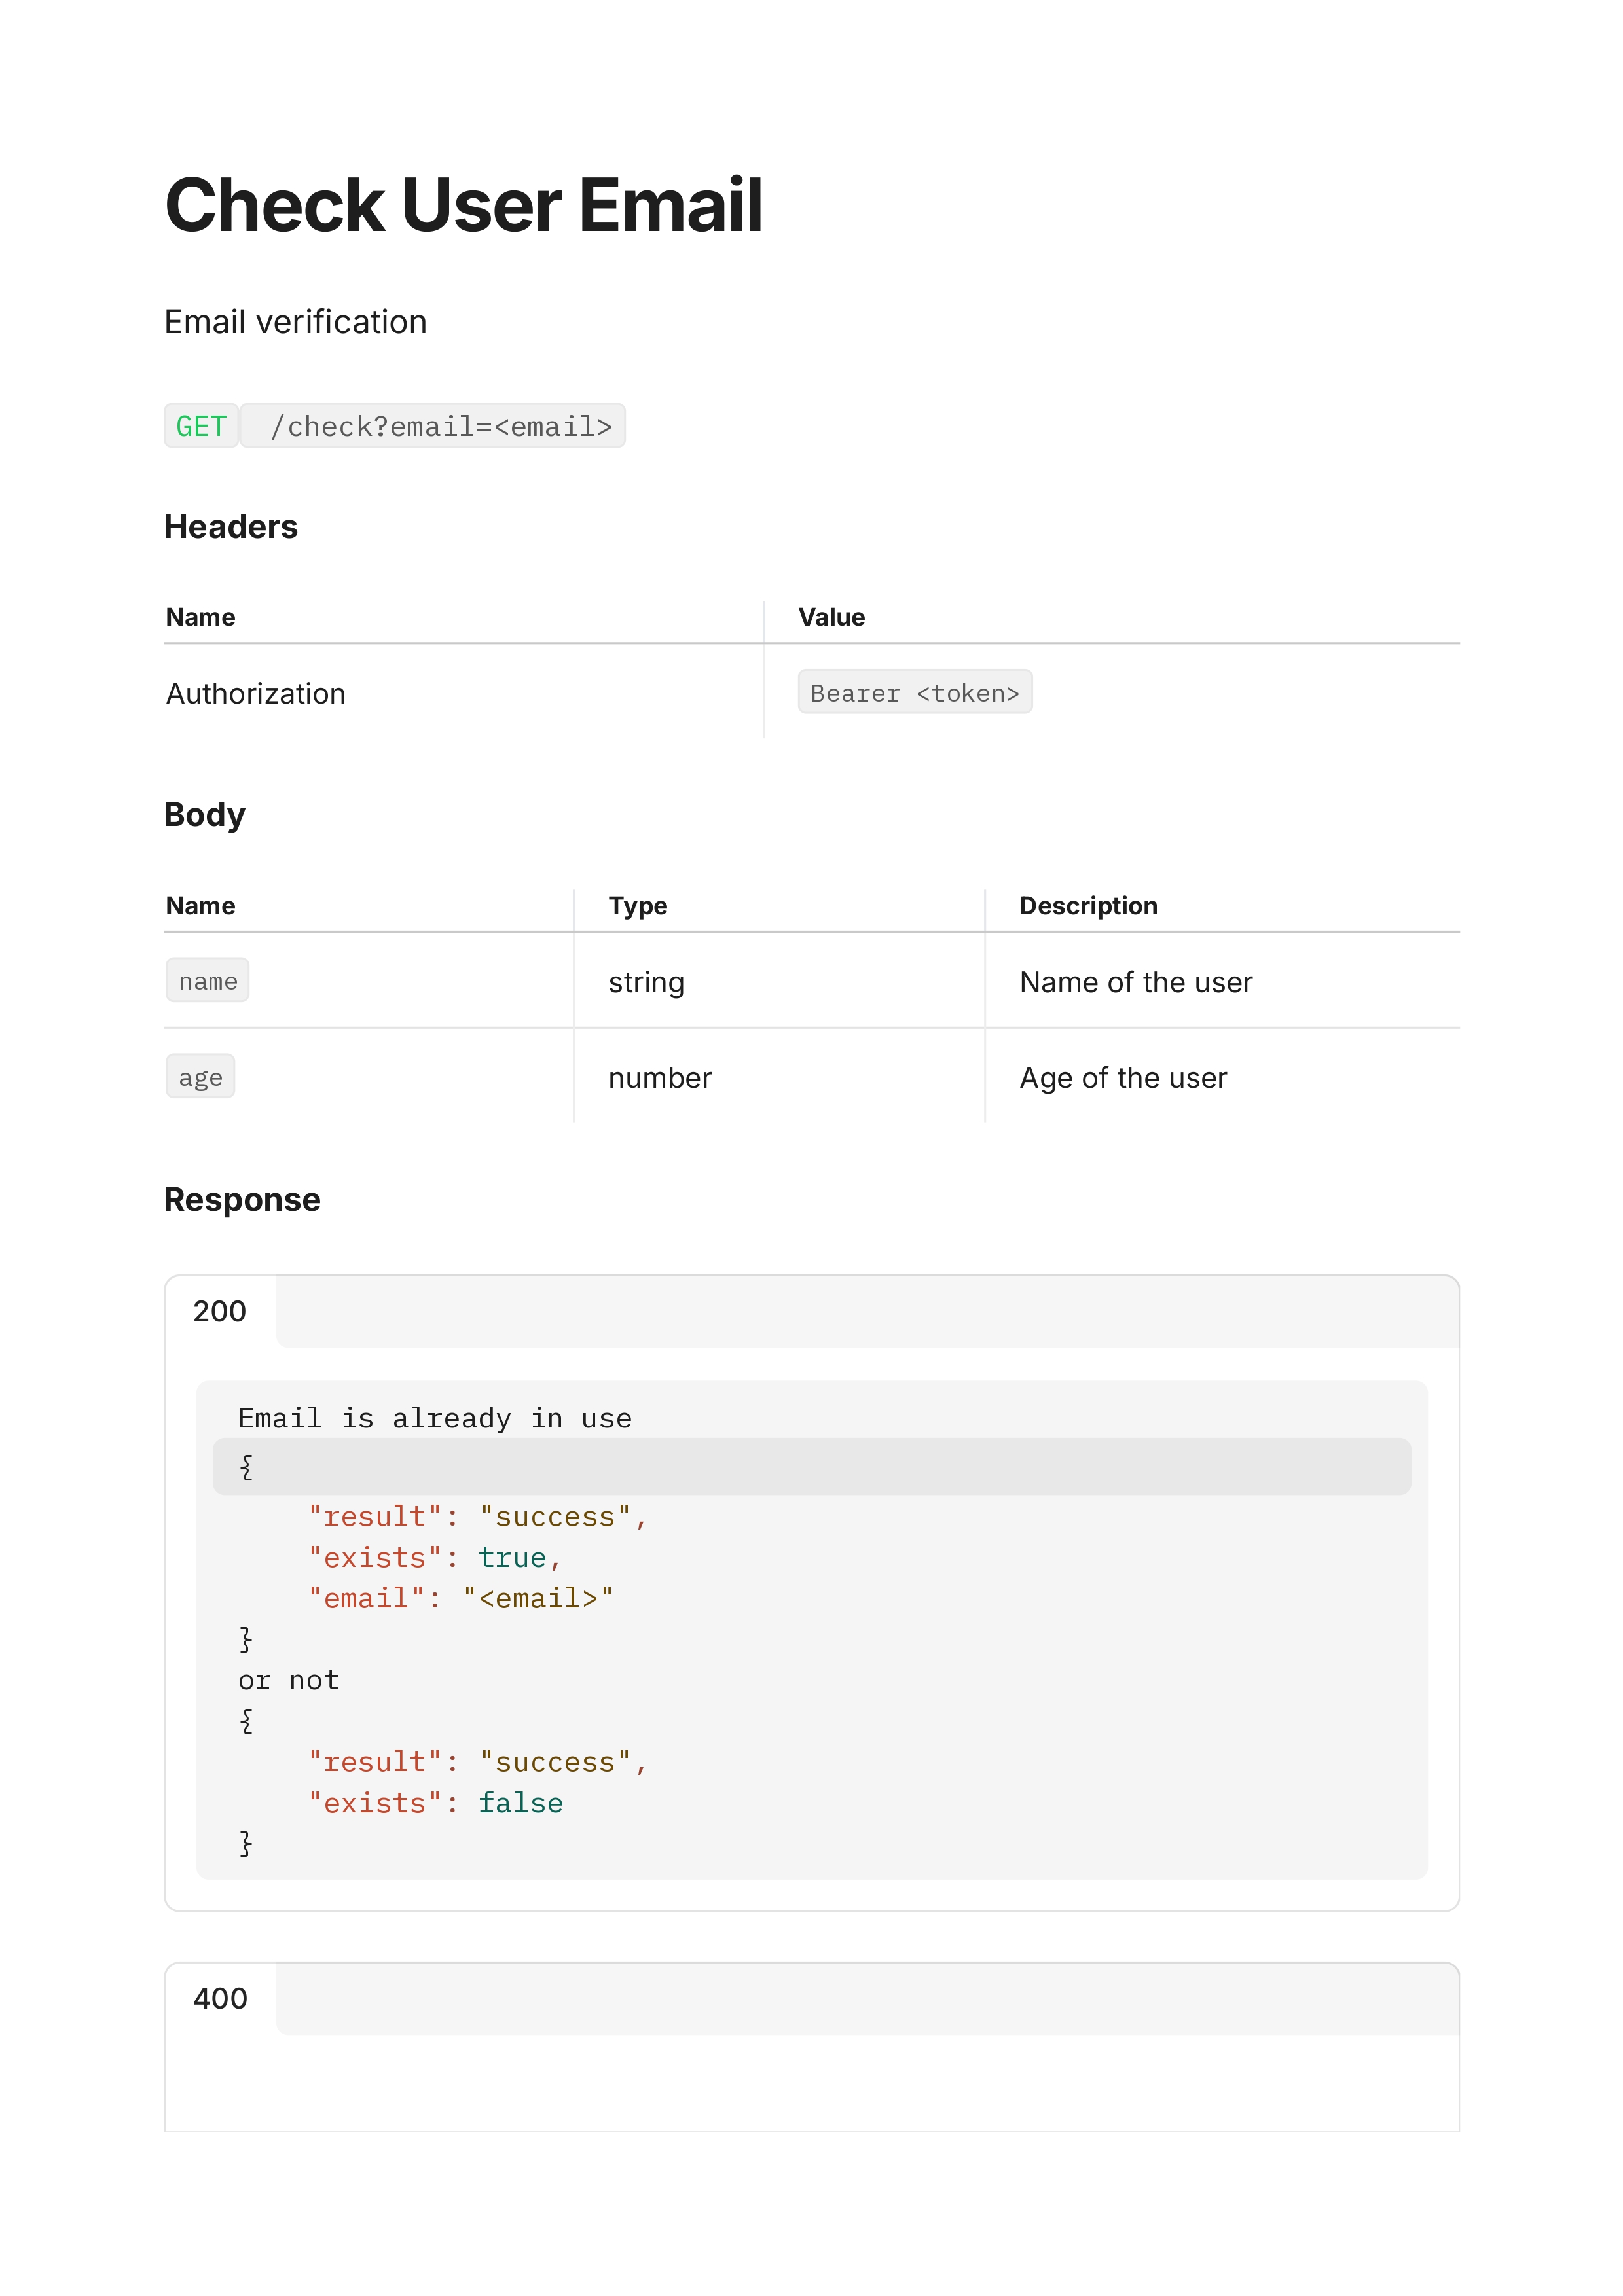 Check User Email
Email verification
GET /check?email=<email>
Headers
Name Value
Authorization Bearer <token>
Body
Name Type Description
name string Name of the user
age number Age of the user
Response
200
Email is already in use
{
    "result": "success",
    "exists": true,
    "email": "<email>"
}
or not
{
    "result": "success",
    "exists": false
}
400